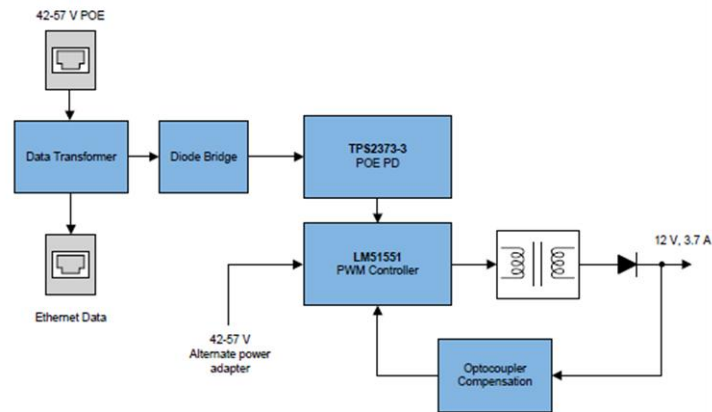 42-57 V POE
Data Transformer
Diode Bridge
TPS2373-3
POE PD
LM51551
PWM Controller
12 V, 3.7 A
Ethernet Data
42-57 V
Alternate power
adapter
Optocoupler
Compensation